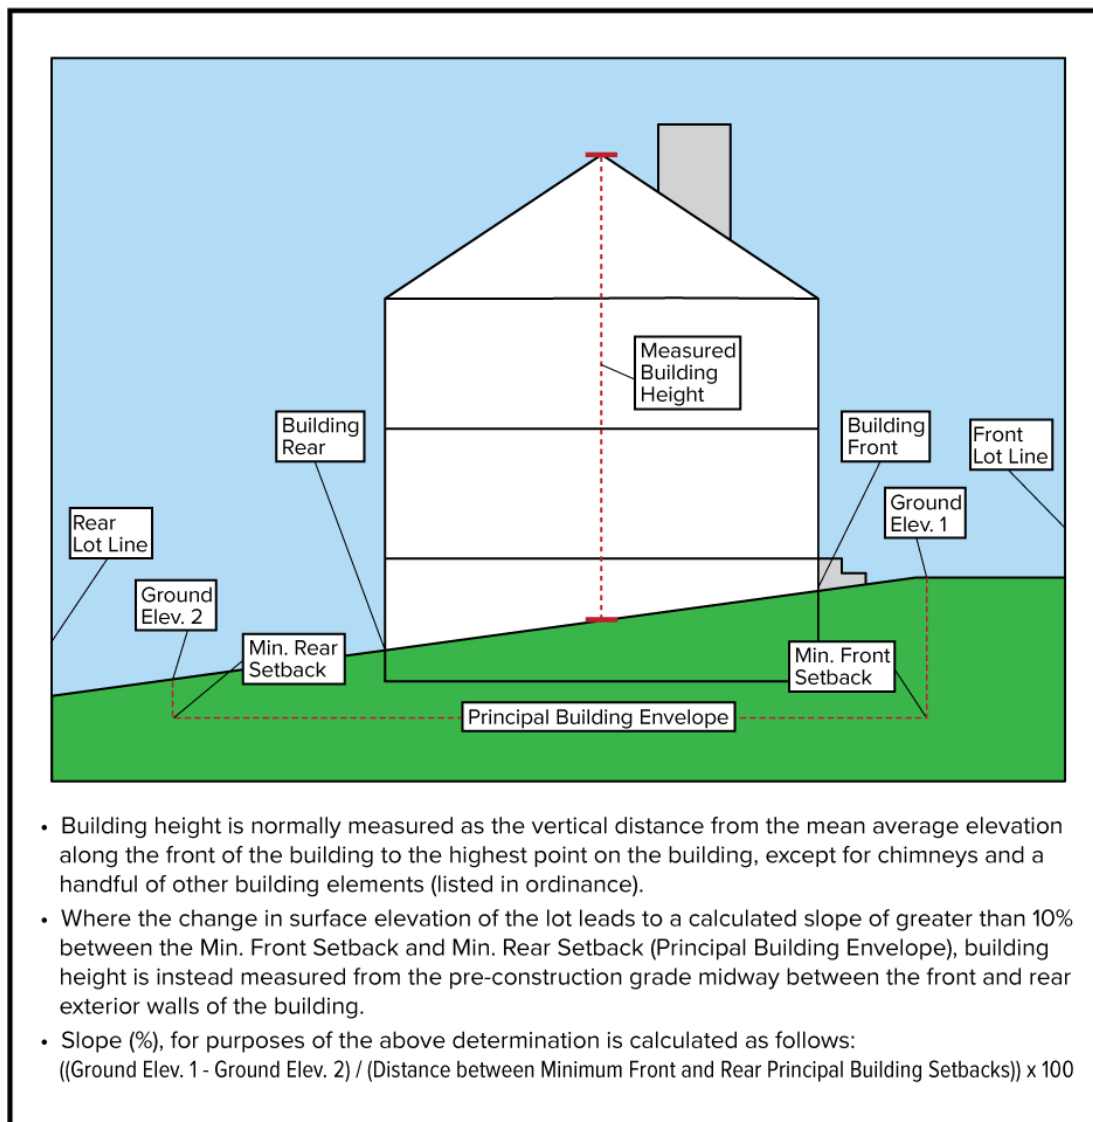 Measured
Building
Height
Building
Rear
Building
Front
Front
Lot Line
Ground
Elev. 1
Rear
Lot Line
Ground
Elev. 2
Min. Rear
Setback
Min. Front
Setback
Principal Building Envelope
• Building height is normally measured as the vertical distance from the mean average elevation
along the front of the building to the highest point on the building, except for chimneys and a
handful of other building elements (listed in ordinance).
• Where the change in surface elevation of the lot leads to a calculated slope of greater than 10%
between the Min. Front Setback and Min. Rear Setback (Principal Building Envelope), building
height is instead measured from the pre-construction grade midway between the front and rear
exterior walls of the building.
• Slope (%), for purposes of the above determination is calculated as follows:
((Ground Elev. 1 - Ground Elev. 2) / (Distance between Minimum Front and Rear Principal Building Setbacks)) x 100